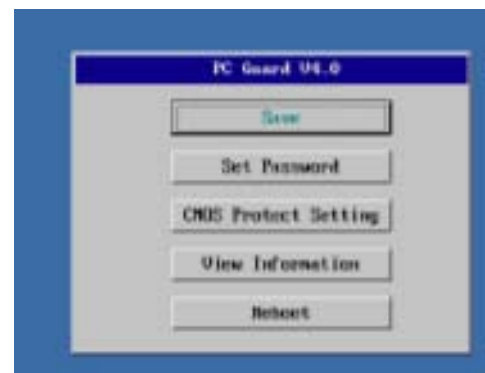 PC Guard V4.0
Save
Set Password
CMOS Protect Setting
View Information
Reboot